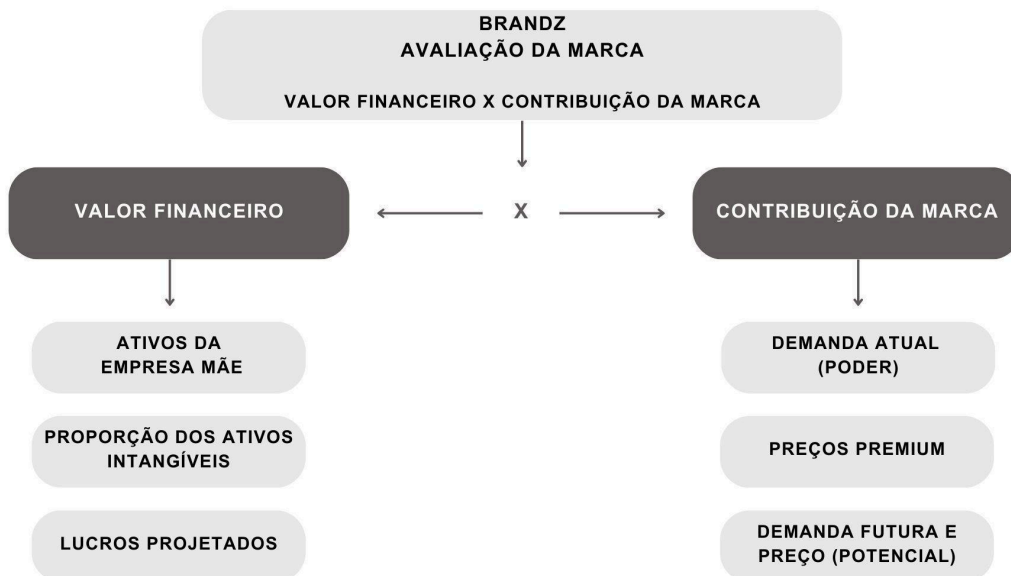 BRANDZ
AVALIAÇÃO DA MARCA
VALOR FINANCEIRO X CONTRIBUIÇÃO DA MARCA
VALOR FINANCEIRO
X
CONTRIBUIÇÃO DA MARCA
ATIVOS DA
EMPRESA MÃE
PROPORÇÃO DOS ATIVOS
INTANGÍVEIS
LUCROS PROJETADOS
DEMANDA ATUAL
(PODER)
PREÇOS PREMIUM
DEMANDA FUTURA E
PREÇO (POTENCIAL)